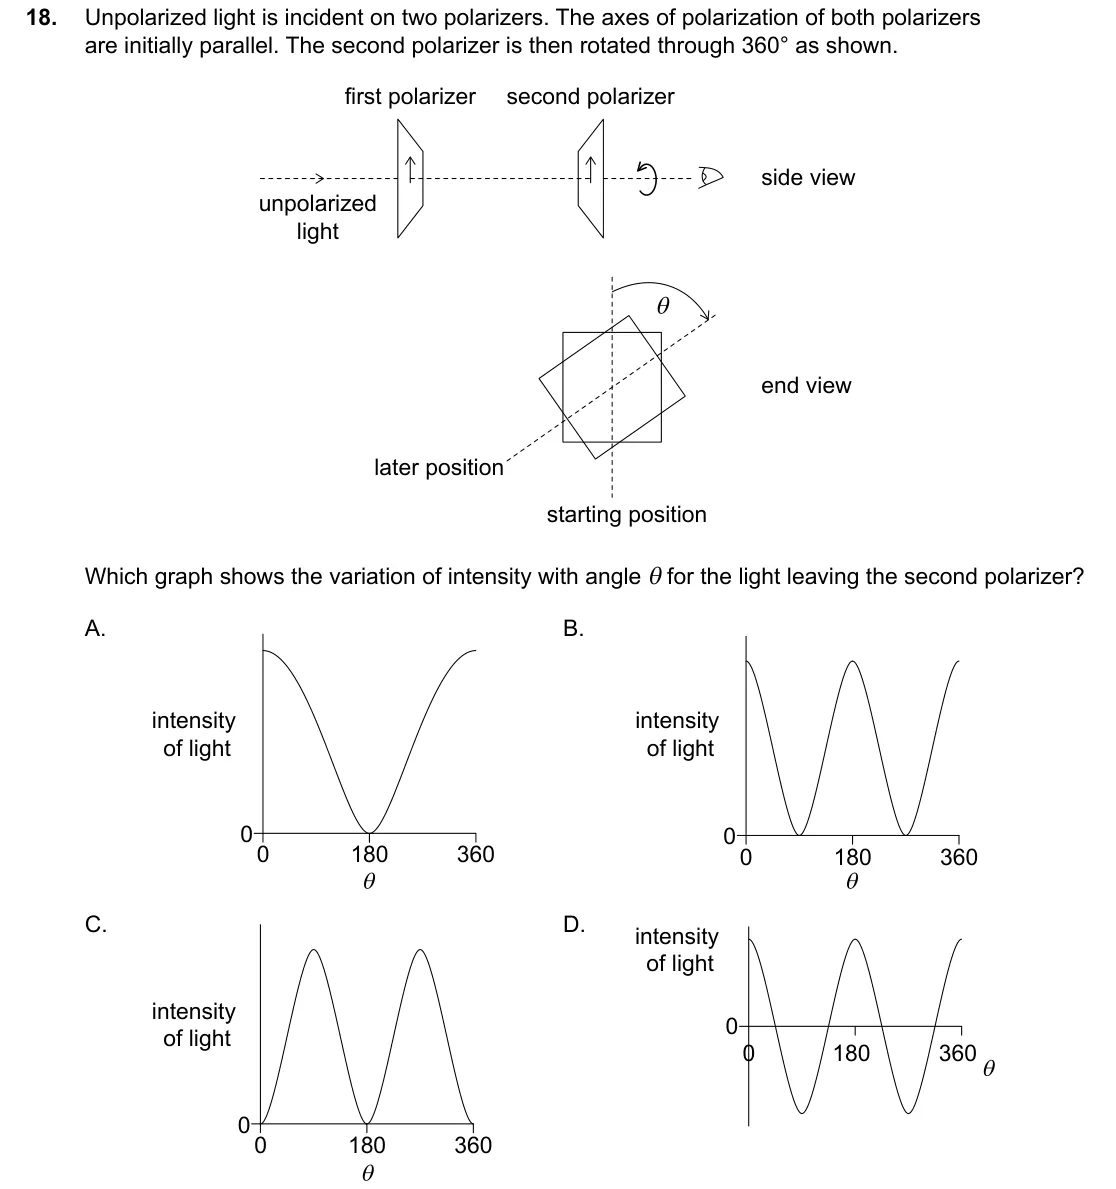 18. Unpolarized light is incident on two polarizers. The axes of polarization of both polarizers
are initially parallel. The second polarizer is then rotated through 360° as shown.
first polarizer second polarizer
side view
unpolarized
light
θ
end view
later position
starting position
Which graph shows the variation of intensity with angle θ for the light leaving the second polarizer?
A.
intensity
of light
0
0 180 360
θ
B.
intensity
of light
0
0 180 360
θ
C.
intensity
of light
0
0 180 360
θ
D.
intensity
of light
0
0 180 360
θ